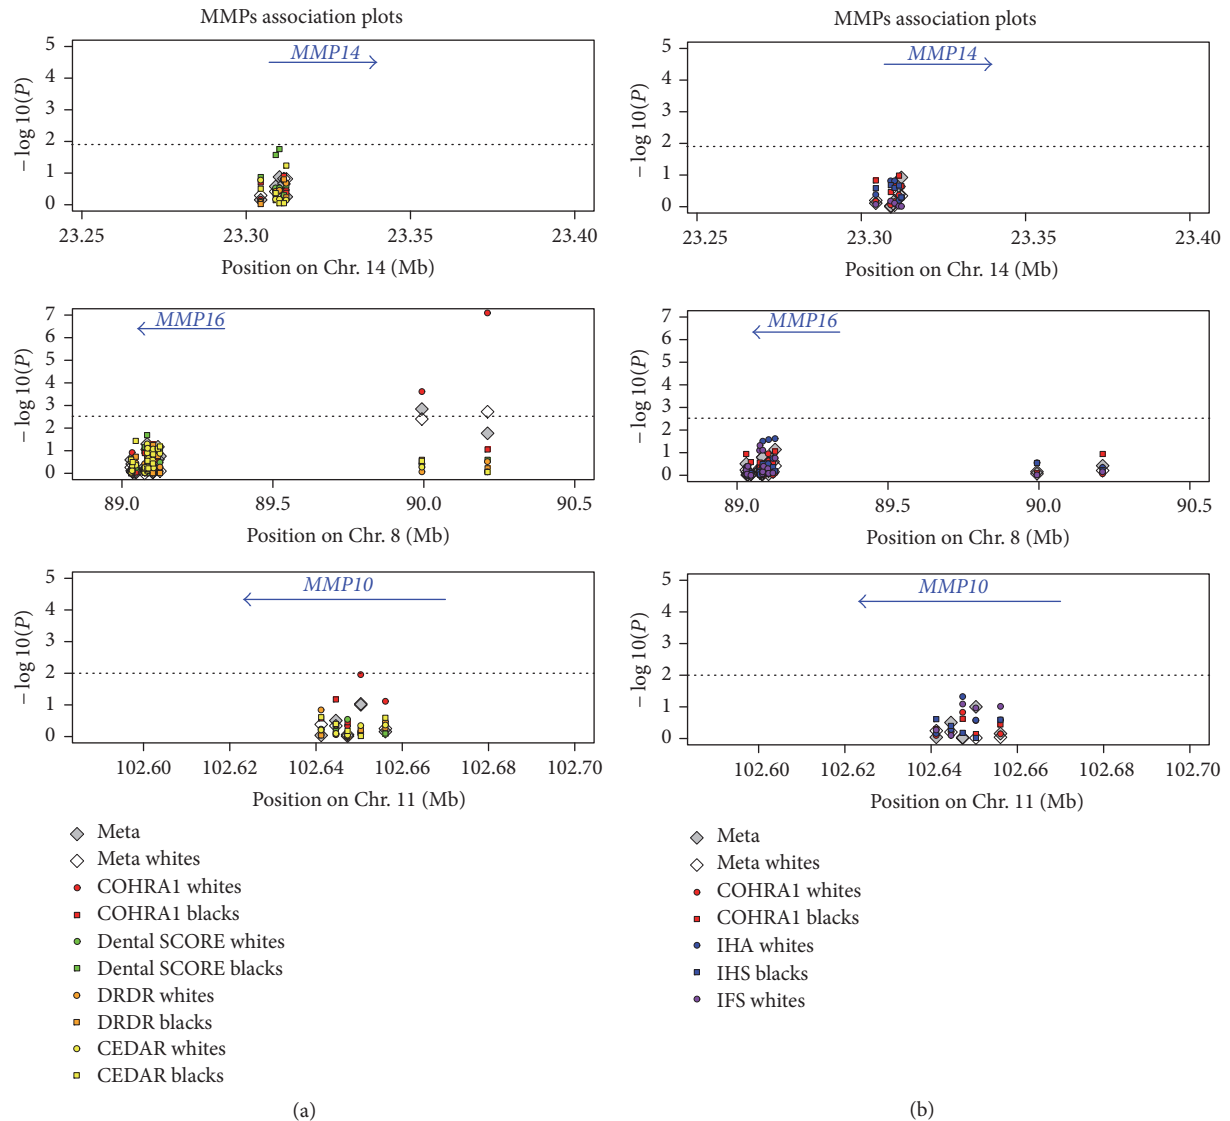 MMPs association plots
MMP14
5
4
3
2
1
0
− log 10(P)
23.25 23.30 23.35 23.40
Position on Chr. 14 (Mb)
MMP16
7
6
5
4
3
2
1
0
− log 10(P)
89.0 89.5 90.0 90.5
Position on Chr. 8 (Mb)
MMP10
5
4
3
2
1
0
− log 10(P)
102.60 102.62 102.64 102.66 102.68 102.70
Position on Chr. 11 (Mb)
Meta
Meta whites
COHRA1 whites
COHRA1 blacks
Dental SCORE whites
Dental SCORE blacks
DRDR whites
DRDR blacks
CEDAR whites
CEDAR blacks
(a)
MMPs association plots
MMP14
5
4
3
2
1
0
− log 10(P)
23.25 23.30 23.35 23.40
Position on Chr. 14 (Mb)
MMP16
7
6
5
4
3
2
1
0
− log 10(P)
89.0 89.5 90.0 90.5
Position on Chr. 8 (Mb)
MMP10
5
4
3
2
1
0
− log 10(P)
102.60 102.62 102.64 102.66 102.68 102.70
Position on Chr. 11 (Mb)
Meta
Meta whites
COHRA1 whites
COHRA1 blacks
IHA whites
IHS blacks
IFS whites
(b)